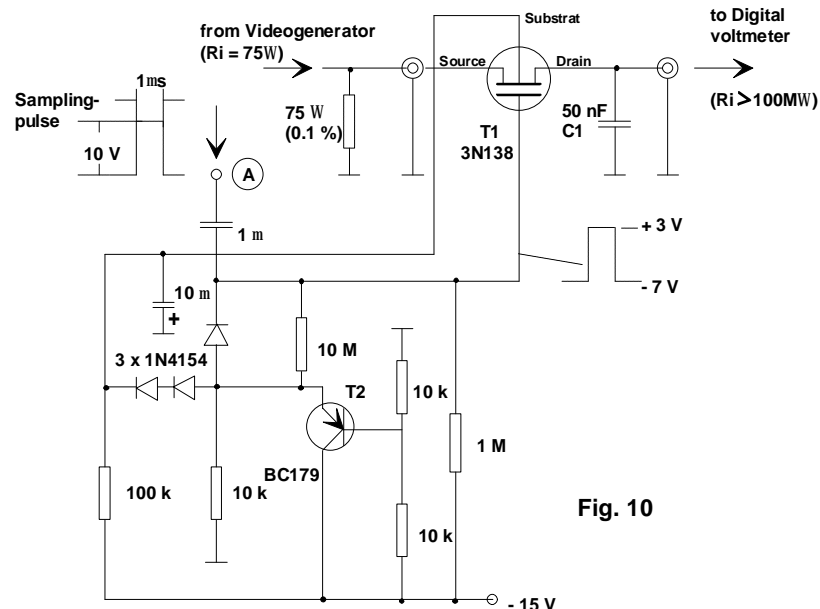 from Videogenerator
(Ri = 75W)
Substrat
to Digital
voltmeter
(Ri > 100MW)
Source
Drain
1ms
Sampling-
pulse
10 V
75 W
(0.1 %)
T1
3N138
50 nF
C1
A
1 m
+ 3 V
- 7 V
10 m
+
10 M
3 x 1N4154
T2
10 k
1 M
BC179
100 k
10 k
10 k
Fig. 10
- 15 V